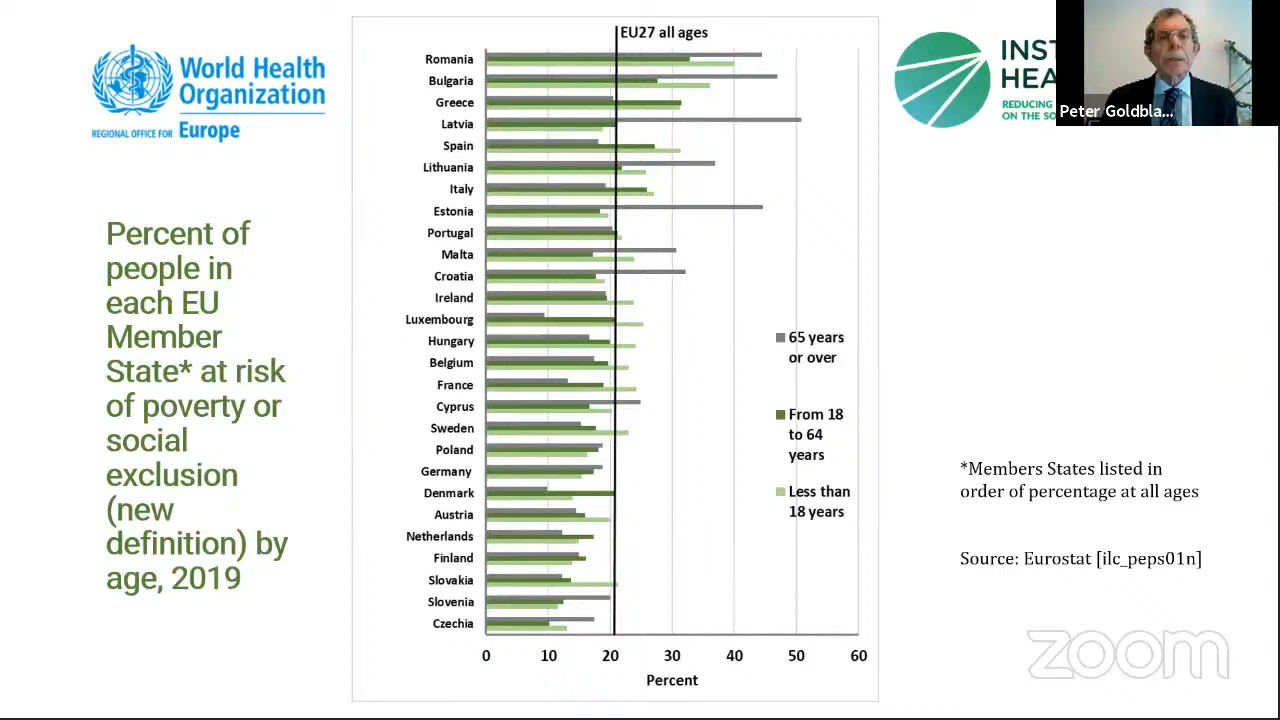 World Health
Organization
REGIONAL OFFICE FOR Europe
INST
HEA
REDUCING
ON THE SO
Peter Goldbla...
Percent of
people in
each EU
Member
State* at risk
of poverty or
social
exclusion
(new
definition) by
age, 2019
EU27 all ages
Romania
Bulgaria
Greece
Latvia
Spain
Lithuania
Italy
Estonia
Portugal
Malta
Croatia
Ireland
Luxembourg
Hungary
Belgium
France
Cyprus
Sweden
Poland
Germany
Denmark
Austria
Netherlands
Finland
Slovakia
Slovenia
Czechia
0 10 20 30 40 50 60
Percent
65 years
or over
From 18
to 64
years
Less than
18 years
*Members States listed in
order of percentage at all ages
Source: Eurostat [ilc_peps01n]
zoom